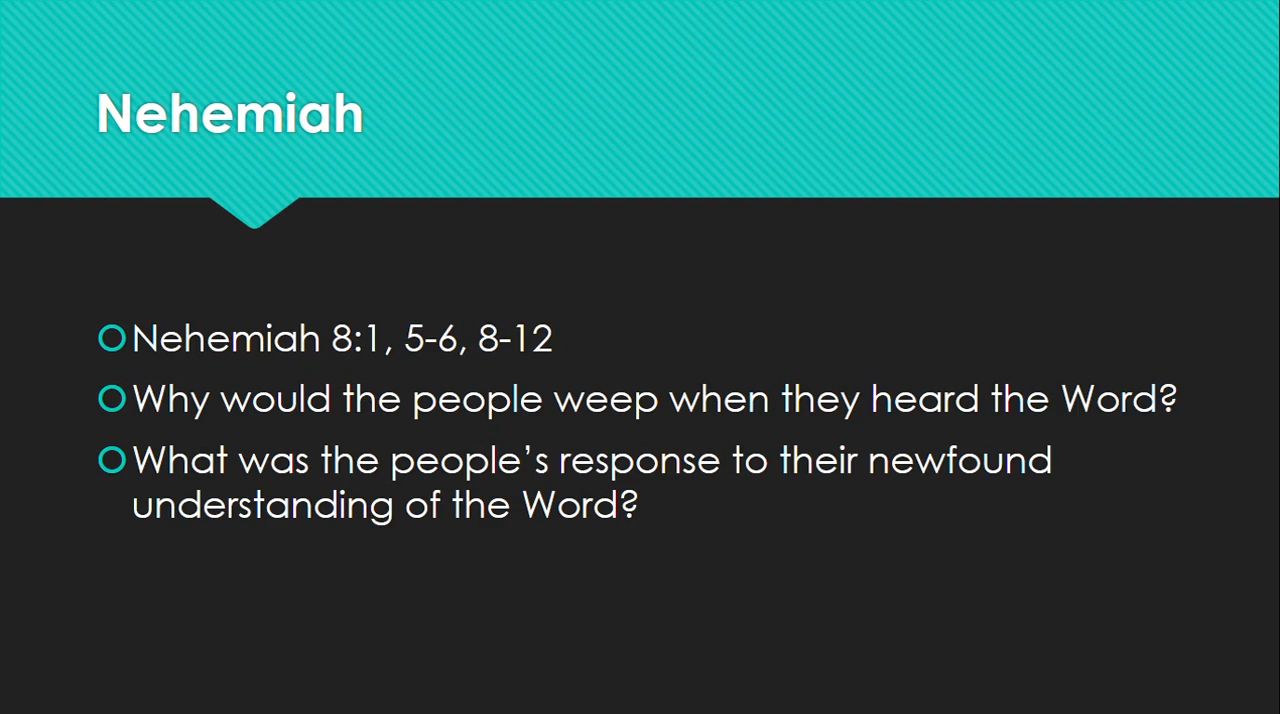 Nehemiah
Nehemiah 8:1, 5-6, 8-12
Why would the people weep when they heard the Word?
What was the people’s response to their newfound
understanding of the Word?